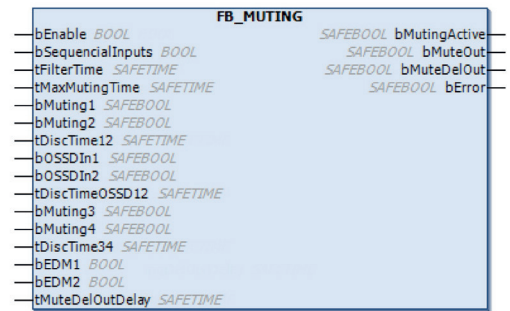 FB_MUTING
bEnable BOOL SAFEBOOL bMutingActive
bSequencialInputs BOOL SAFEBOOL bMuteOut
tFilterTime SAFETIME SAFEBOOL bMuteDelOut
tMaxMutingTime SAFETIME SAFEBOOL bError
bMuting1 SAFEBOOL
bMuting2 SAFEBOOL
tDiscTime12 SAFETIME
bOSSDIn1 SAFEBOOL
bOSSDIn2 SAFEBOOL
tDiscTimeOSSD12 SAFETIME
bMuting3 SAFEBOOL
bMuting4 SAFEBOOL
tDiscTime34 SAFETIME
bEDM1 BOOL
bEDM2 BOOL
tMuteDelOutDelay SAFETIME